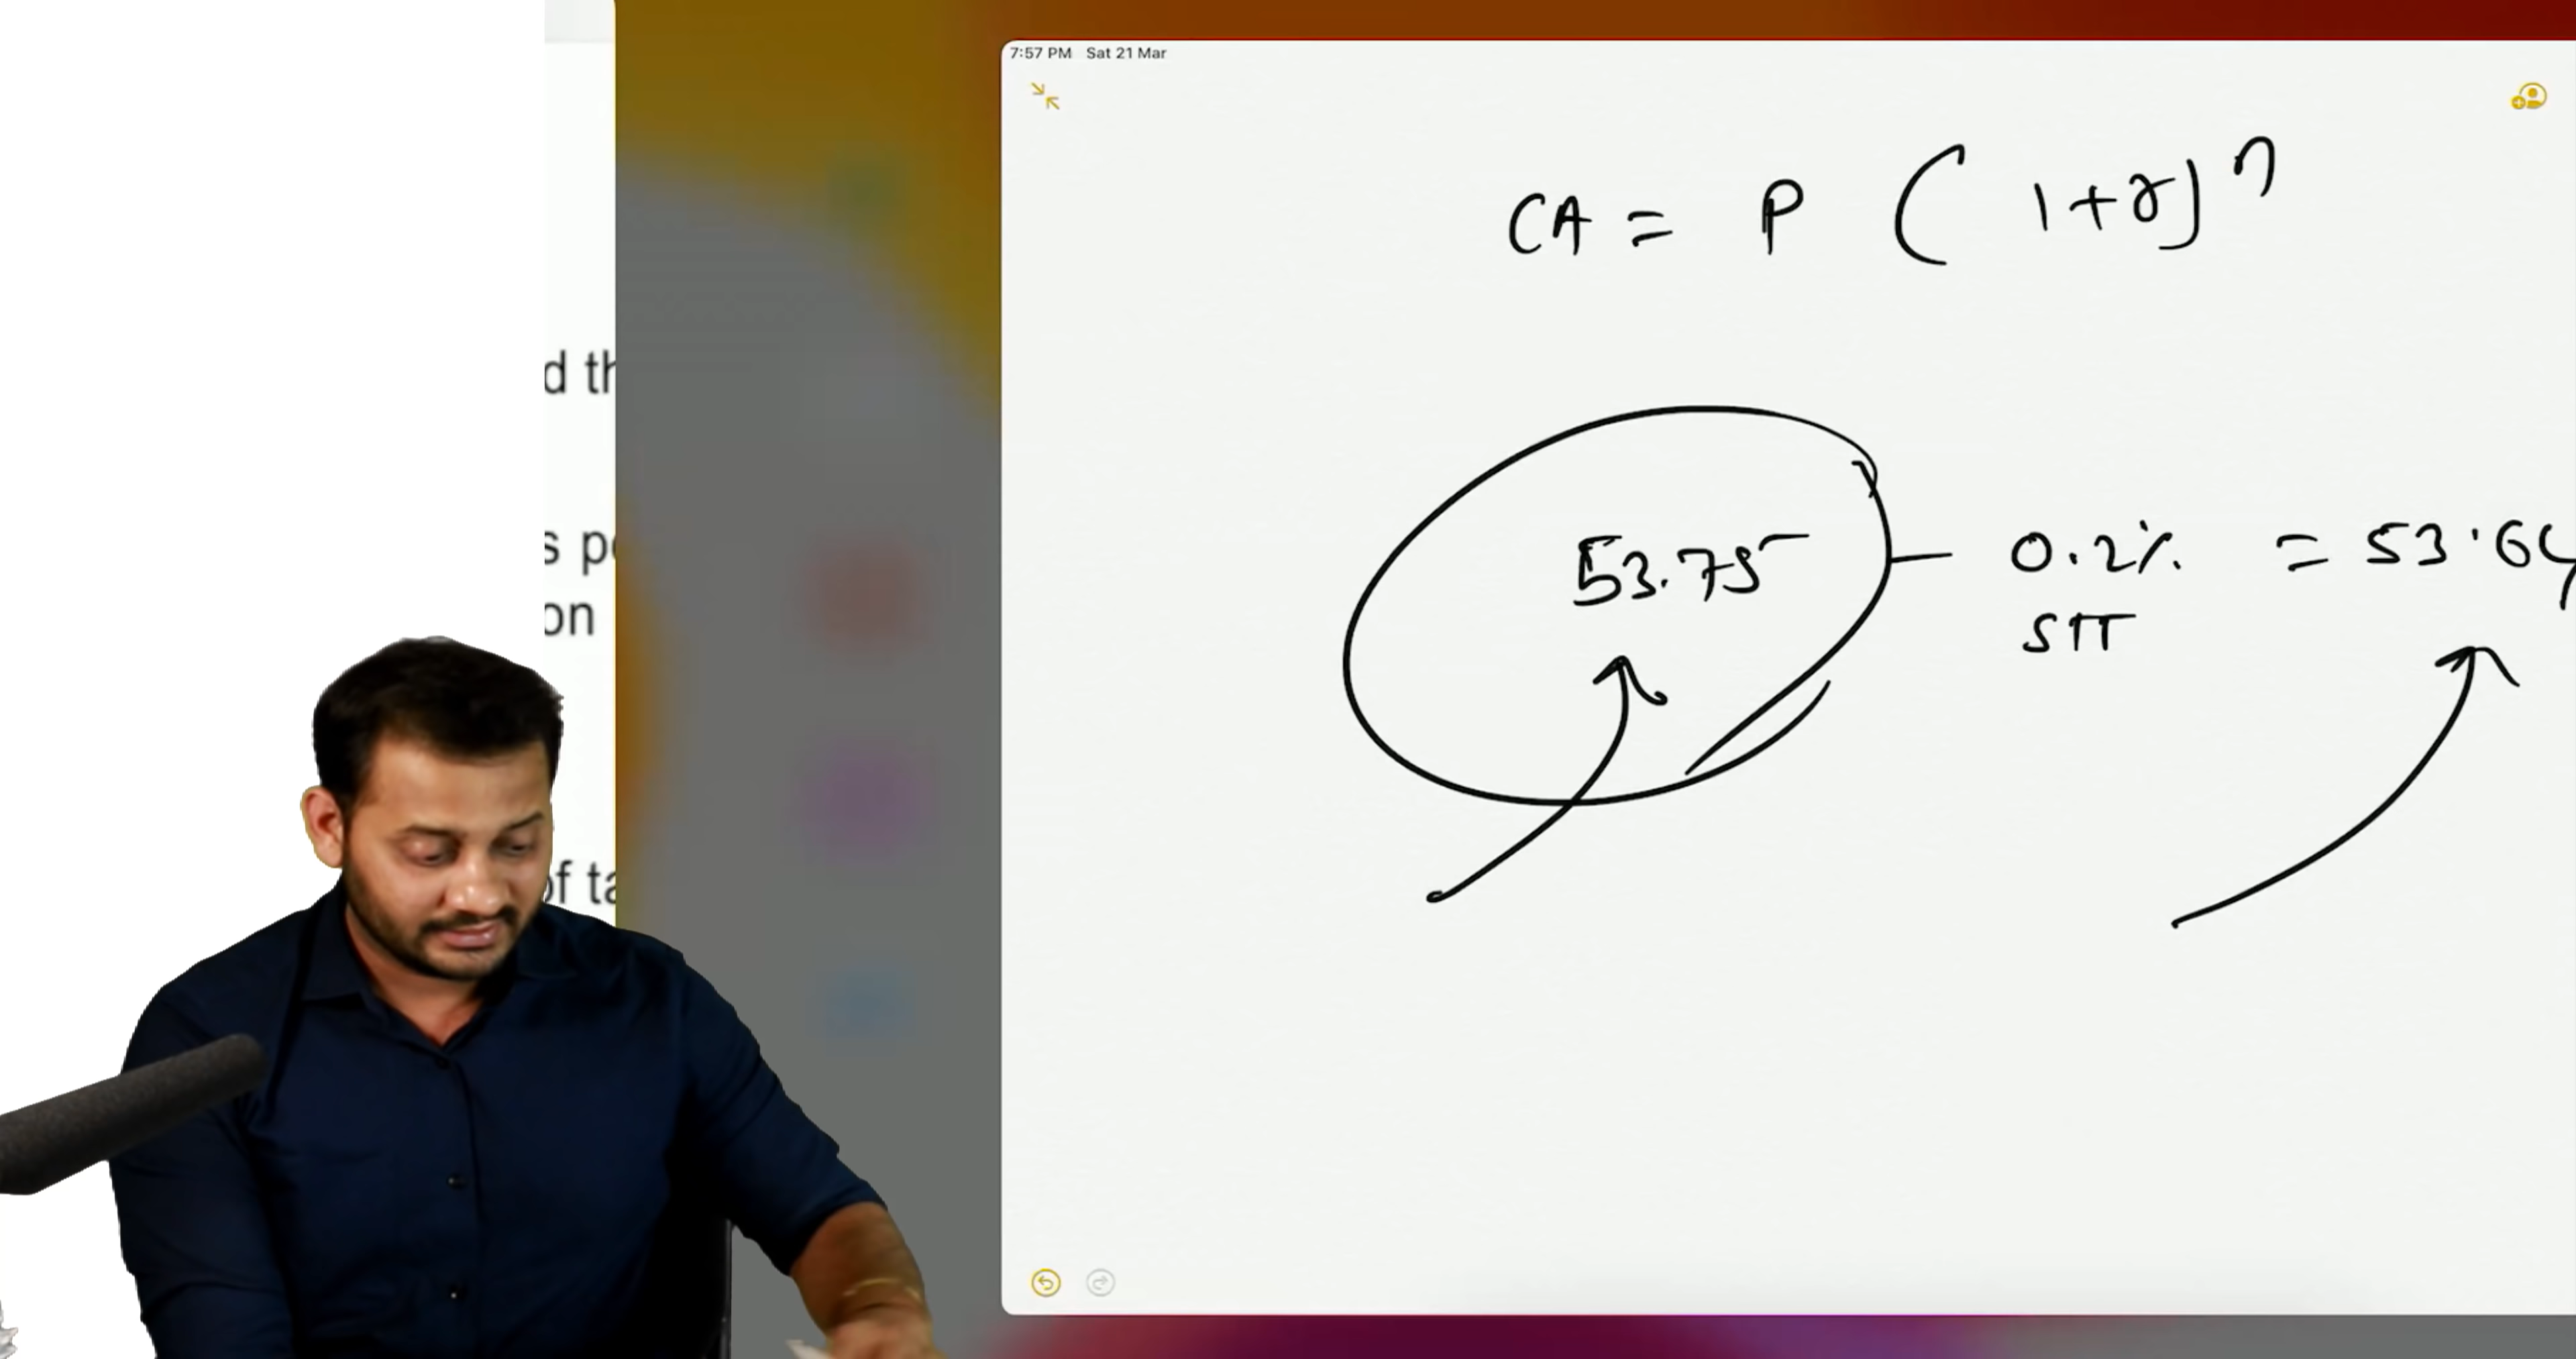 7:57 PM Sat 21 Mar
CA = P (1+r)n
53.75 – 0.2% = 53.64
STT
d th
s p
on
of ta